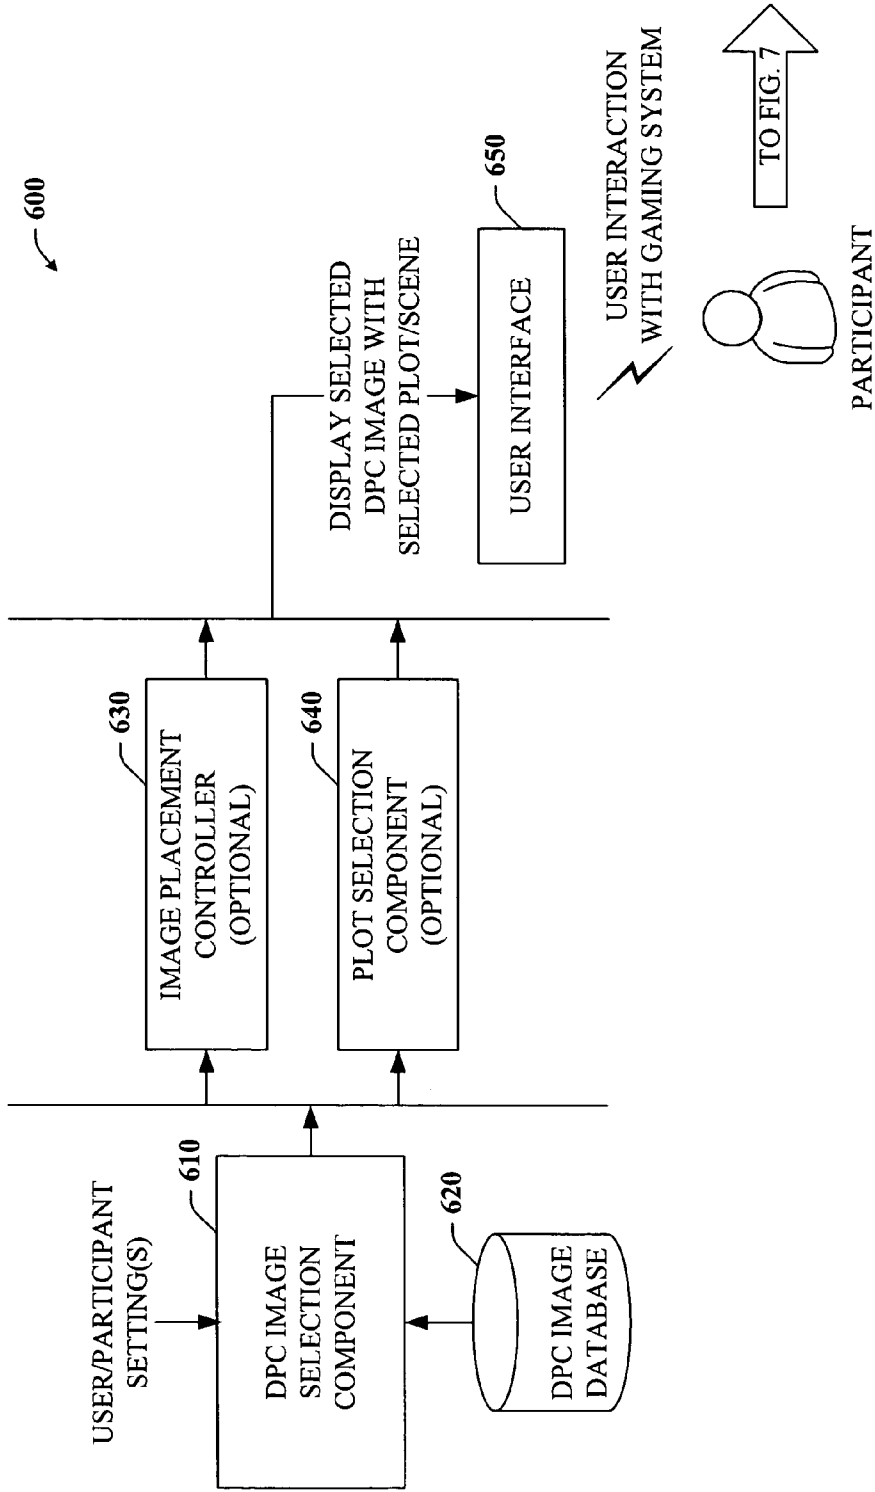 600
USER/PARTICIPANT
SETTING(S)
610
DPC IMAGE
SELECTION
COMPONENT
620
DPC IMAGE
DATABASE
630
IMAGE PLACEMENT
CONTROLLER
(OPTIONAL)
640
PLOT SELECTION
COMPONENT
(OPTIONAL)
DISPLAY SELECTED
DPC IMAGE WITH
SELECTED PLOT/SCENE
650
USER INTERFACE
USER INTERACTION
WITH GAMING SYSTEM
PARTICIPANT
TO FIG. 7